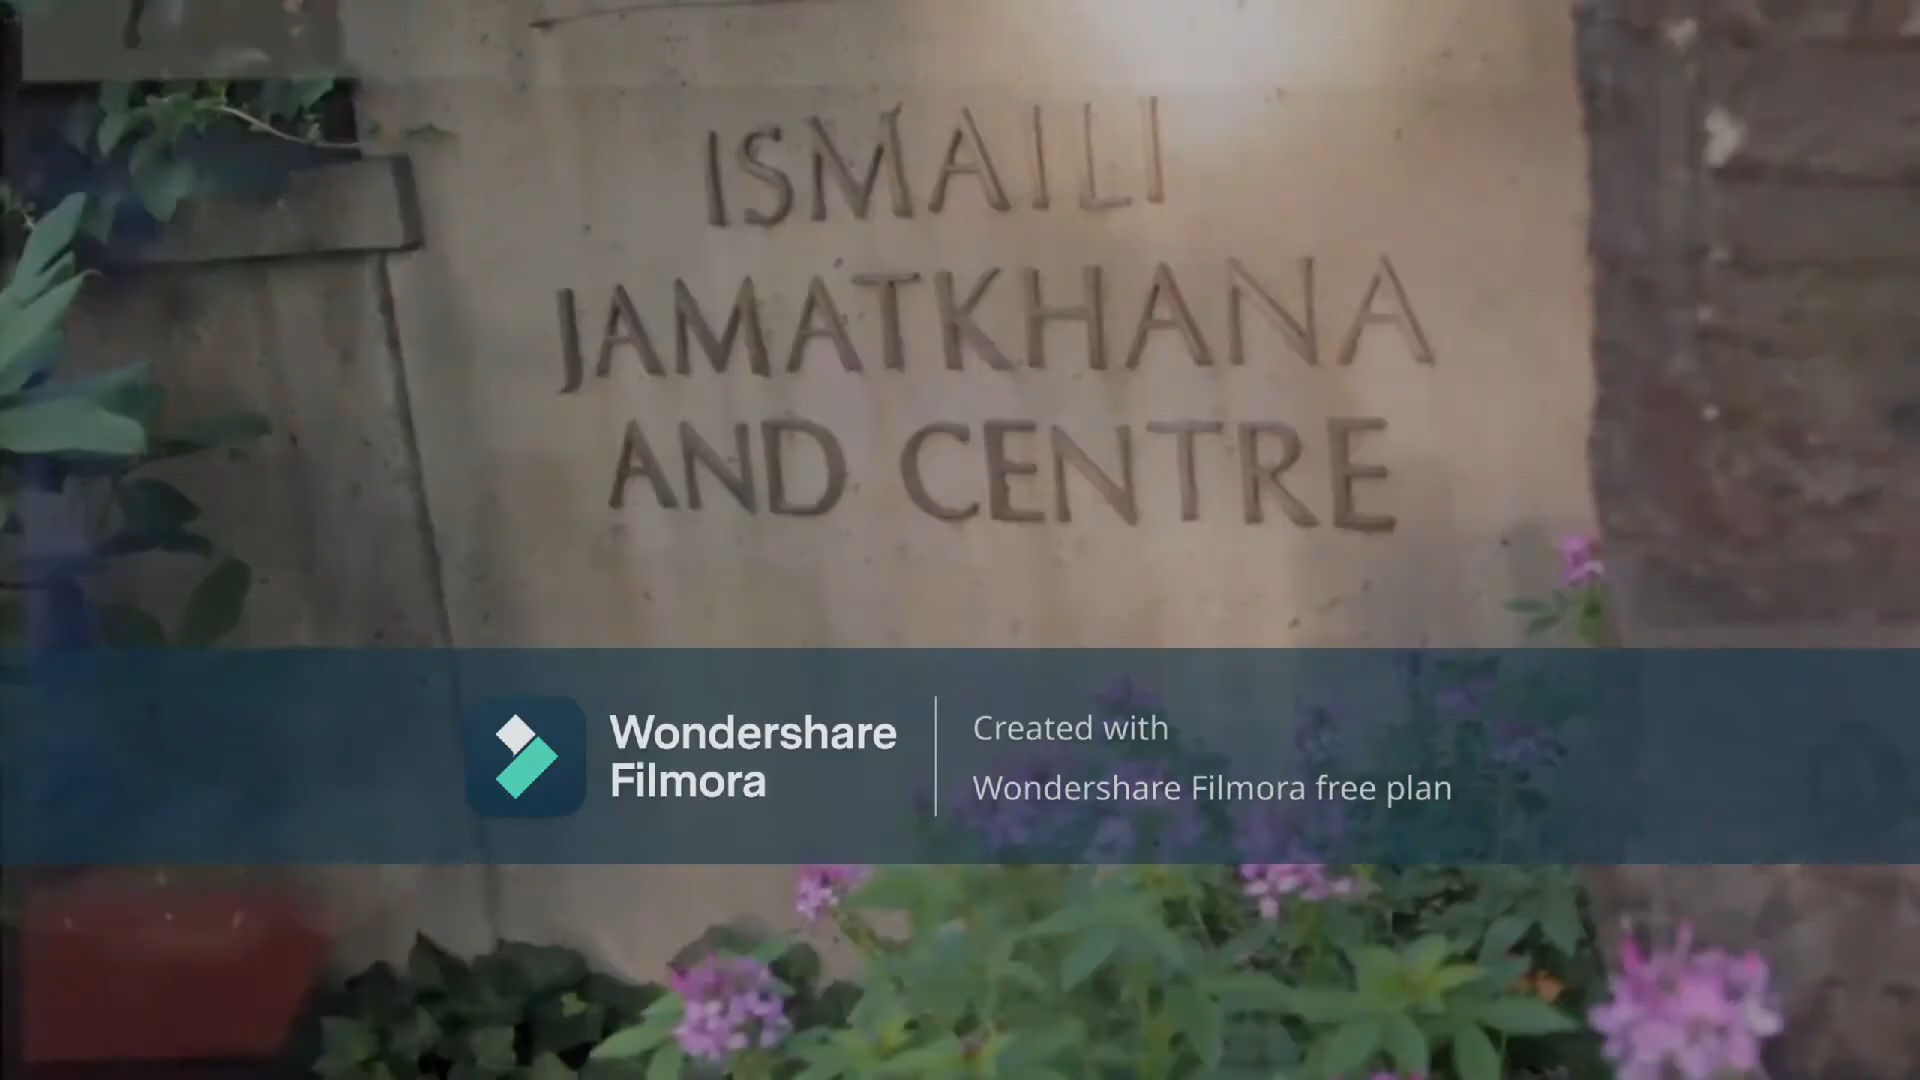 ISMAILI
JAMATKHANA
AND CENTRE
Wondershare
Filmora
Created with
Wondershare Filmora free plan